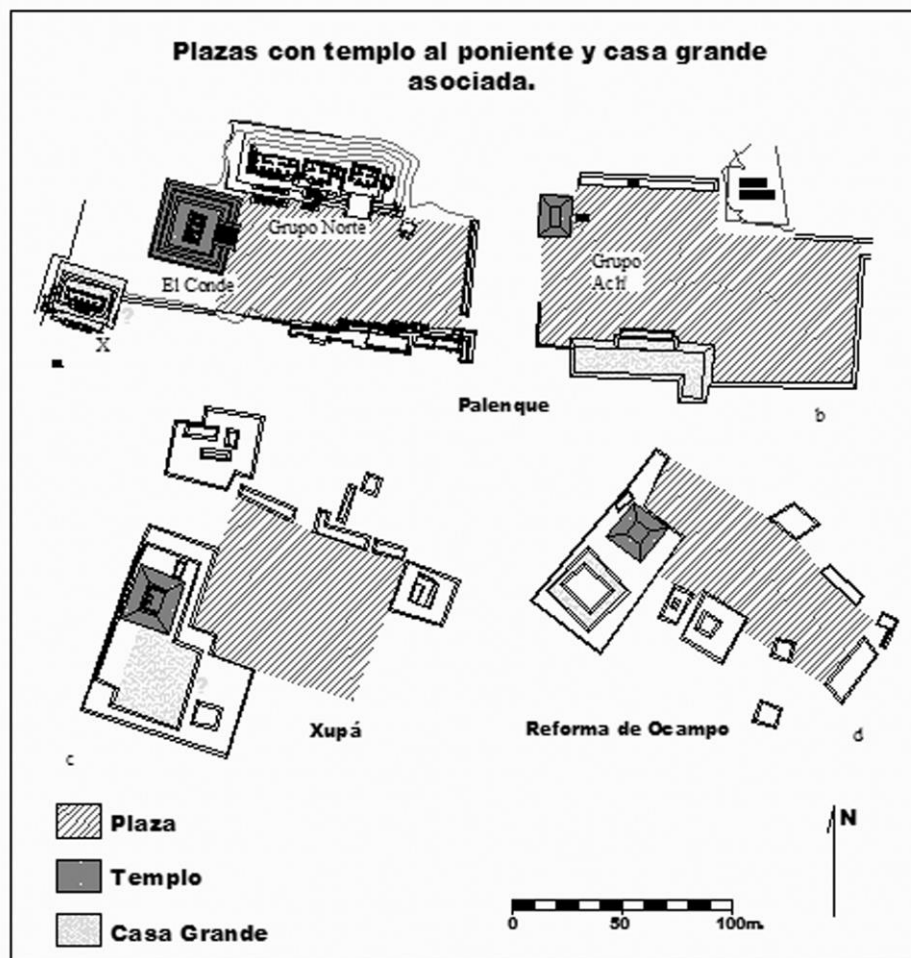 Plazas con templo al poniente y casa grande
asociada.
Grupo Norte
El Conde
?
X
Grupo
Aclí
Palenque
b
?
Xupá
c
Reforma de Ocampo
d
Plaza
Templo
Casa Grande
N
0 50 100m.